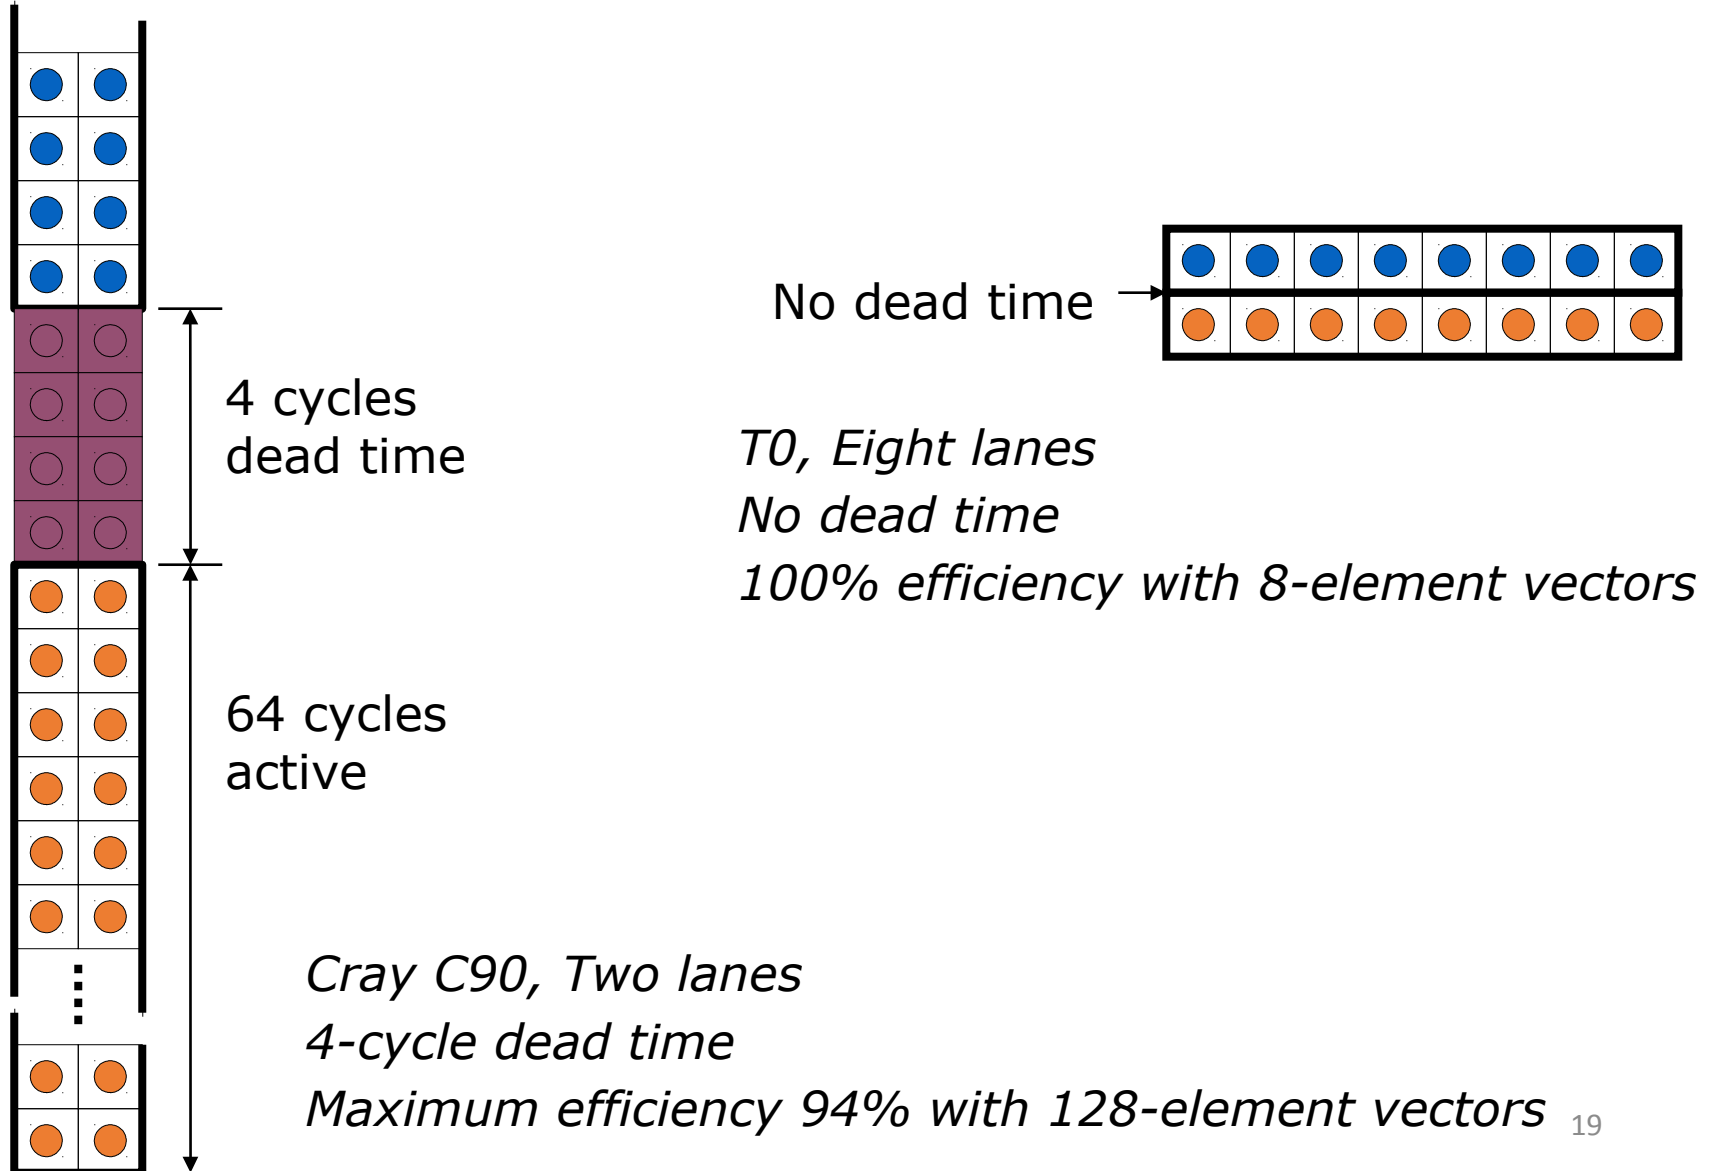 No dead time
4 cycles
dead time
T0, Eight lanes
No dead time
100% efficiency with 8-element vectors
64 cycles
active
Cray C90, Two lanes
4-cycle dead time
Maximum efficiency 94% with 128-element vectors
19